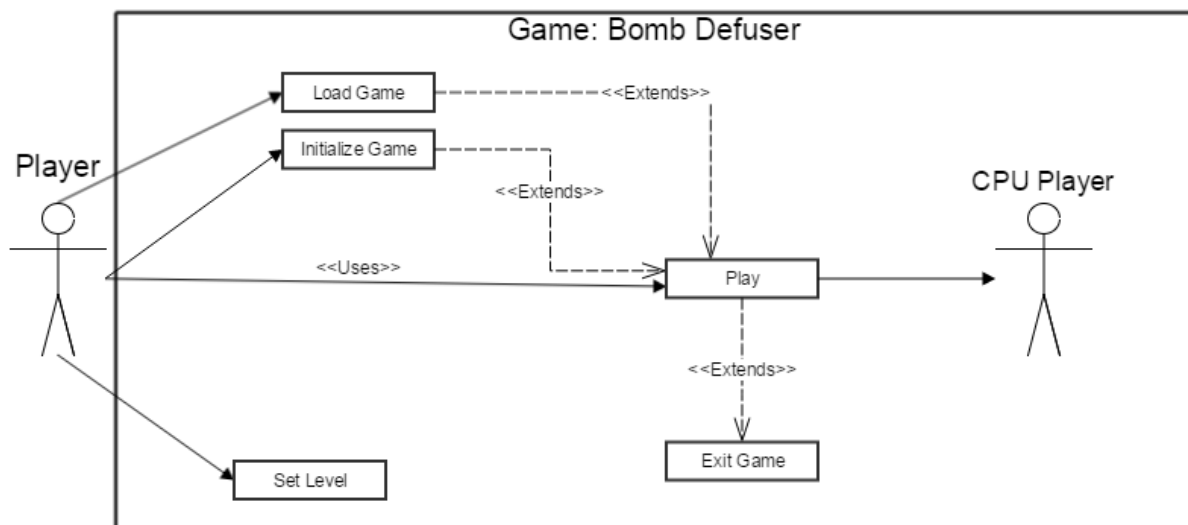 Game: Bomb Defuser
Load Game
<<Extends>>
Initialize Game
Player
<<Extends>>
CPU Player
<<Uses>>
Play
<<Extends>>
Exit Game
Set Level